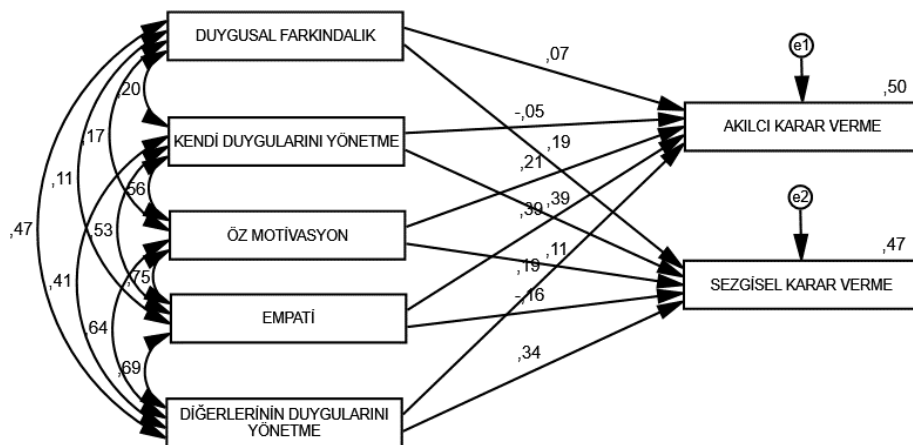 DUYGUSAL FARKINDALIK
,07
e1
,50
,20
-,05
AKILCI KARAR VERME
,17
KENDİ DUYGULARINI YÖNETME
,19
,21
,11
,56
,39
,39
e2
,47
,53
ÖZ MOTİVASYON
,11
,47
,41
,75
,19
-,16
SEZGİSEL KARAR VERME
,64
EMPATİ
,34
,69
DİĞERLERİNİN DUYGULARINI
YÖNETME